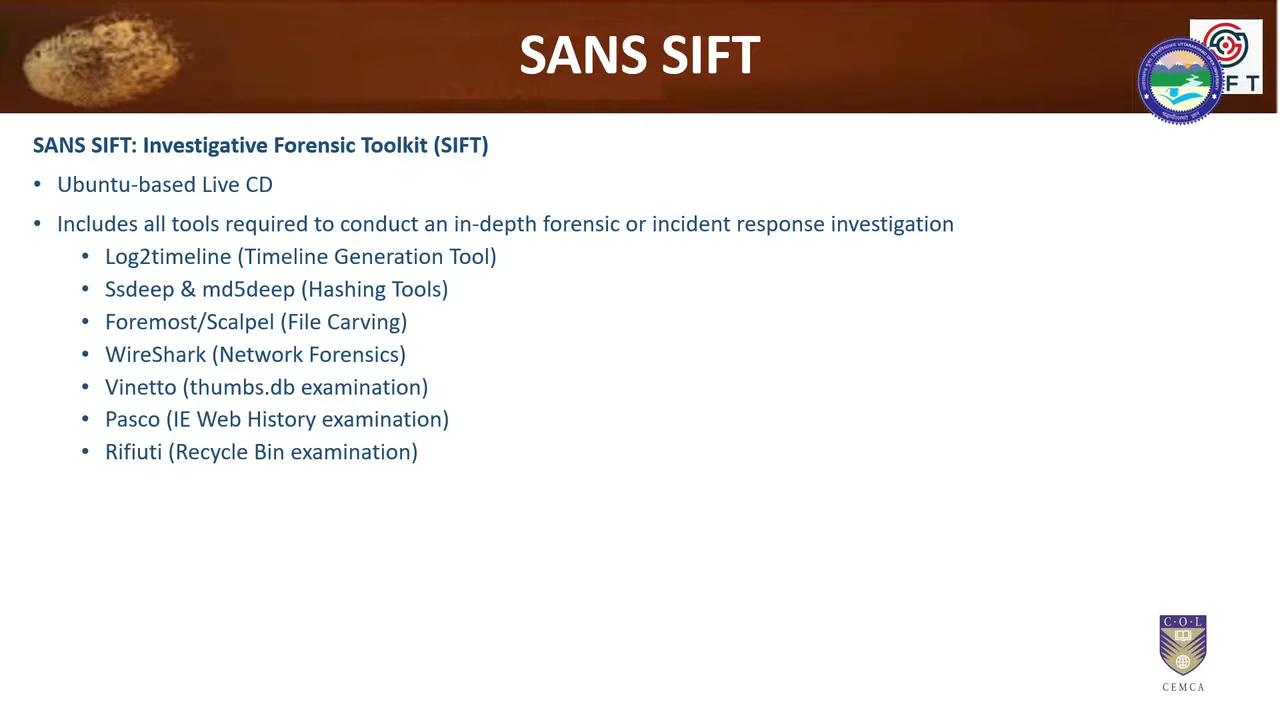 SANS SIFT
F T
SANS SIFT: Investigative Forensic Toolkit (SIFT)
• Ubuntu-based Live CD
• Includes all tools required to conduct an in-depth forensic or incident response investigation
• Log2timeline (Timeline Generation Tool)
• Ssdeep & md5deep (Hashing Tools)
• Foremost/Scalpel (File Carving)
• WireShark (Network Forensics)
• Vinetto (thumbs.db examination)
• Pasco (IE Web History examination)
• Rifiuti (Recycle Bin examination)
C·O·L
CEMCA